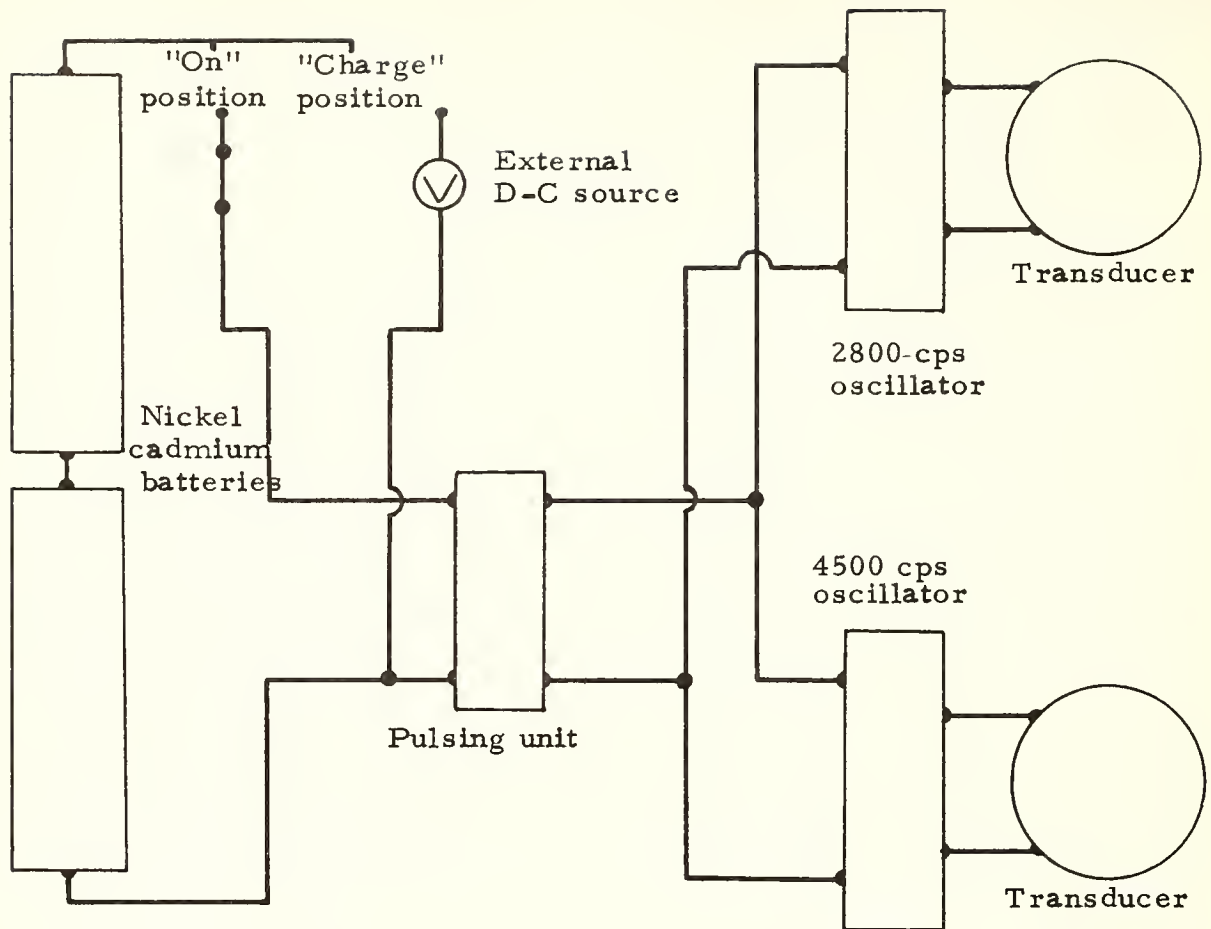 "On"
position
"Charge"
position
External
D-C source
Transducer
2800-cps
oscillator
Nickel
cadmium
batteries
4500 cps
oscillator
Pulsing unit
Transducer